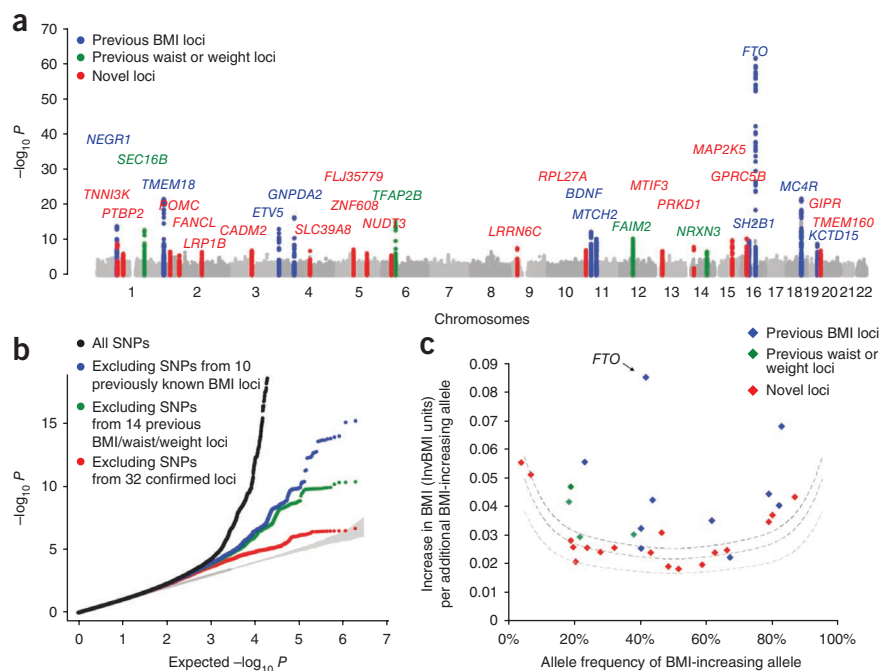 a
Previous BMI loci
Previous waist or weight loci
Novel loci
–log10 P
70
60
50
40
30
20
10
0
NEGR1
SEC16B
TNNI3K
PTBP2
TMEM18
POMC
FANCL
LRP1B
CADM2
ETV5
GNPDA2
SLC39A8
FLJ35779
ZNF608
TFAP2B
NUDT3
LRRN6C
RPL27A
BDNF
MTCH2
MTIF3
FAIM2
PRKD1
NRXN3
MAP2K5
GPRC5B
FTO
SH2B1
MC4R
GIPR
TMEM160
KCTD15
1 2 3 4 5 6 7 8 9 10 11 12 13 14 15 16 17 18 19 20 21 22
Chromosomes
b
All SNPs
Excluding SNPs from 10
previously known BMI loci
Excluding SNPs
from 14 previous
BMI/waist/weight loci
Excluding SNPs
from 32 confirmed loci
–log10 P
15
10
5
0
0 1 2 3 4 5 6 7
Expected –log10 P
c
Previous BMI loci
Previous waist or
weight loci
Novel loci
FTO
Increase in BMI (InvBMI units)
per additional BMI-increasing allele
0.09
0.08
0.07
0.06
0.05
0.04
0.03
0.02
0.01
0
0% 20% 40% 60% 80% 100%
Allele frequency of BMI-increasing allele